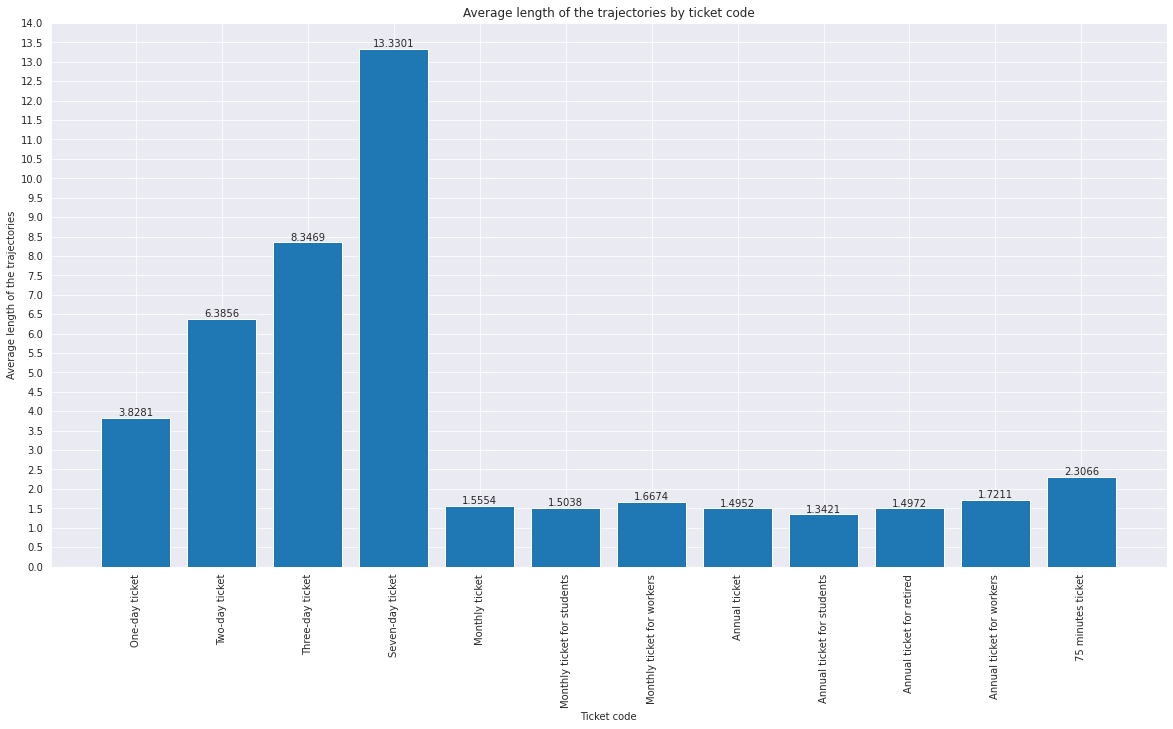 Average length of the trajectories by ticket code
Average length of the trajectories
14.0
13.5
13.0
12.5
12.0
11.5
11.0
10.5
10.0
9.5
9.0
8.5
8.0
7.5
7.0
6.5
6.0
5.5
5.0
4.5
4.0
3.5
3.0
2.5
2.0
1.5
1.0
0.5
0.0
3.8281
6.3856
8.3469
13.3301
1.5554
1.5038
1.6674
1.4952
1.3421
1.4972
1.7211
2.3066
One-day ticket
Two-day ticket
Three-day ticket
Seven-day ticket
Monthly ticket
Monthly ticket for students
Monthly ticket for workers
Annual ticket
Annual ticket for students
Annual ticket for retired
Annual ticket for workers
75 minutes ticket
Ticket code